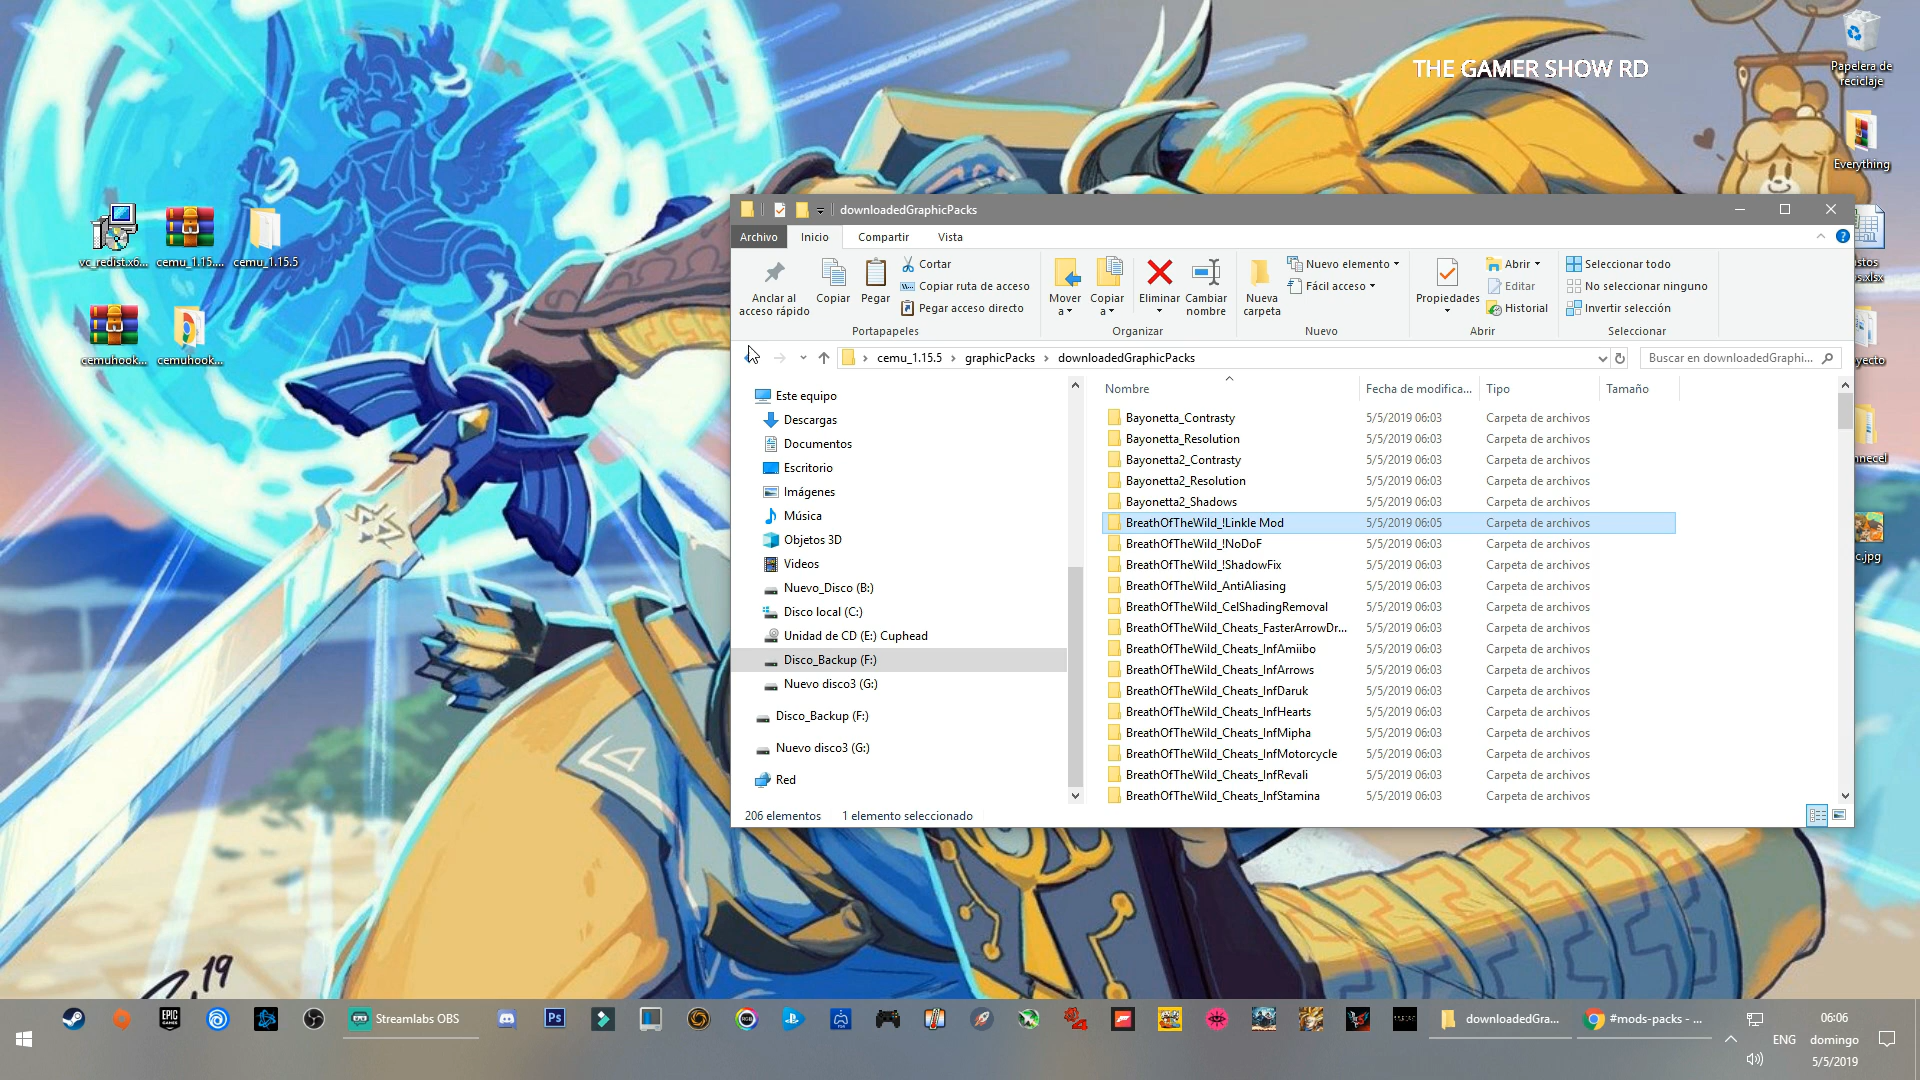 THE GAMER SHOW RD
Papelera de
reciclaje
Everything
vc_redist.x6...
cemu_1.15....
cemu_1.15.5
cemuhook...
cemuhook...
c.jpg
19
downloadedGraphicPacks
Archivo
Inicio
Compartir
Vista
Anclar al
acceso rápido
Copiar
Pegar
Cortar
Copiar ruta de acceso
Pegar acceso directo
Portapapeles
Mover
a
Copiar
a
Eliminar
Cambiar
nombre
Organizar
Nueva
carpeta
Nuevo elemento
Fácil acceso
Nuevo
Propiedades
Abrir
Editar
Historial
Abrir
Seleccionar todo
No seleccionar ninguno
Invertir selección
Seleccionar
cemu_1.15.5 > graphicPacks > downloadedGraphicPacks
Buscar en downloadedGraphi...
Este equipo
Descargas
Documentos
Escritorio
Imágenes
Música
Objetos 3D
Videos
Nuevo_Disco (B:)
Disco local (C:)
Unidad de CD (E:) Cuphead
Disco_Backup (F:)
Nuevo disco3 (G:)
Disco_Backup (F:)
Nuevo disco3 (G:)
Red
Nombre Fecha de modifica... Tipo Tamaño
Bayonetta_Contrasty 5/5/2019 06:03 Carpeta de archivos
Bayonetta_Resolution 5/5/2019 06:03 Carpeta de archivos
Bayonetta2_Contrasty 5/5/2019 06:03 Carpeta de archivos
Bayonetta2_Resolution 5/5/2019 06:03 Carpeta de archivos
Bayonetta2_Shadows 5/5/2019 06:03 Carpeta de archivos
BreathOfTheWild_!Linkle Mod 5/5/2019 06:05 Carpeta de archivos
BreathOfTheWild_!NoDoF 5/5/2019 06:03 Carpeta de archivos
BreathOfTheWild_!ShadowFix 5/5/2019 06:03 Carpeta de archivos
BreathOfTheWild_AntiAliasing 5/5/2019 06:03 Carpeta de archivos
BreathOfTheWild_CelShadingRemoval 5/5/2019 06:03 Carpeta de archivos
BreathOfTheWild_Cheats_FasterArrowDr... 5/5/2019 06:03 Carpeta de archivos
BreathOfTheWild_Cheats_InfAmiibo 5/5/2019 06:03 Carpeta de archivos
BreathOfTheWild_Cheats_InfArrows 5/5/2019 06:03 Carpeta de archivos
BreathOfTheWild_Cheats_InfDaruk 5/5/2019 06:03 Carpeta de archivos
BreathOfTheWild_Cheats_InfHearts 5/5/2019 06:03 Carpeta de archivos
BreathOfTheWild_Cheats_InfMipha 5/5/2019 06:03 Carpeta de archivos
BreathOfTheWild_Cheats_InfMotorcycle 5/5/2019 06:03 Carpeta de archivos
BreathOfTheWild_Cheats_InfRevali 5/5/2019 06:03 Carpeta de archivos
BreathOfTheWild_Cheats_InfStamina 5/5/2019 06:03 Carpeta de archivos
206 elementos 1 elemento seleccionado
EPIC
GAMES
Streamlabs OBS
Ps
downloadedGra...
#mods-packs - ...
ENG
06:06
domingo
5/5/2019